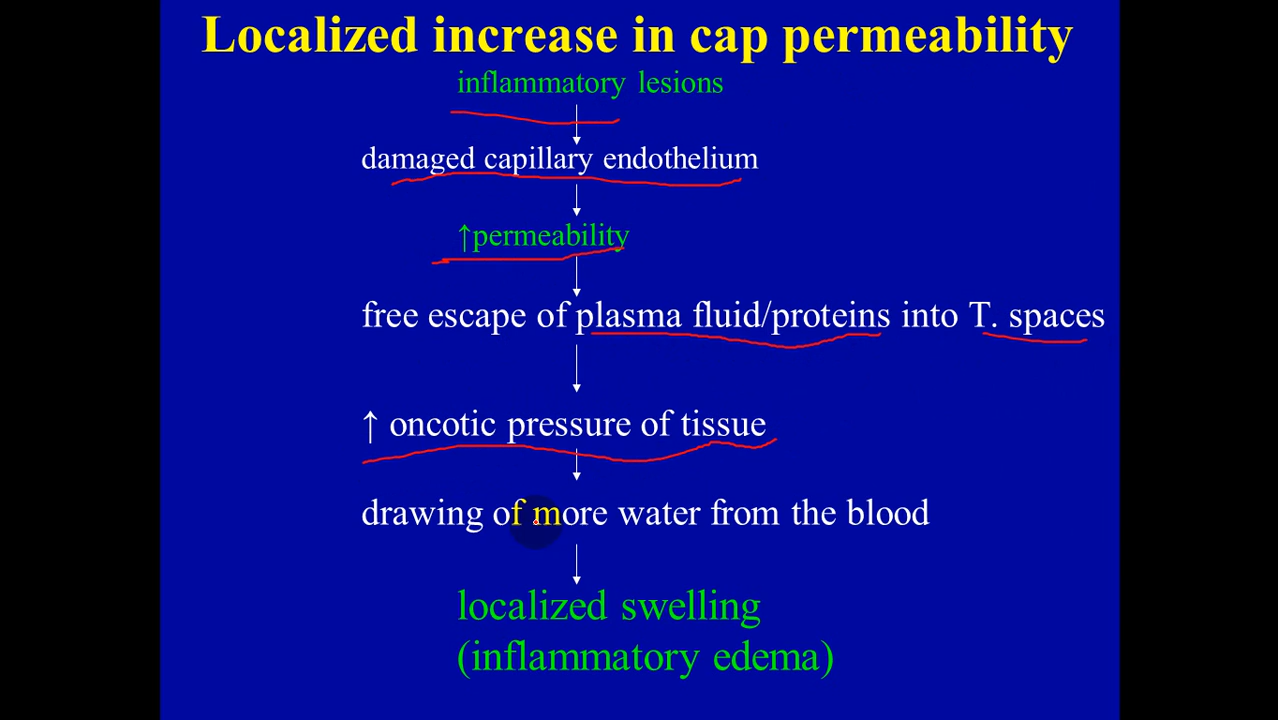 Localized increase in cap permeability
inflammatory lesions
damaged capillary endothelium
↑permeability
free escape of plasma fluid/proteins into T. spaces
↑ oncotic pressure of tissue
drawing of more water from the blood
localized swelling
(inflammatory edema)